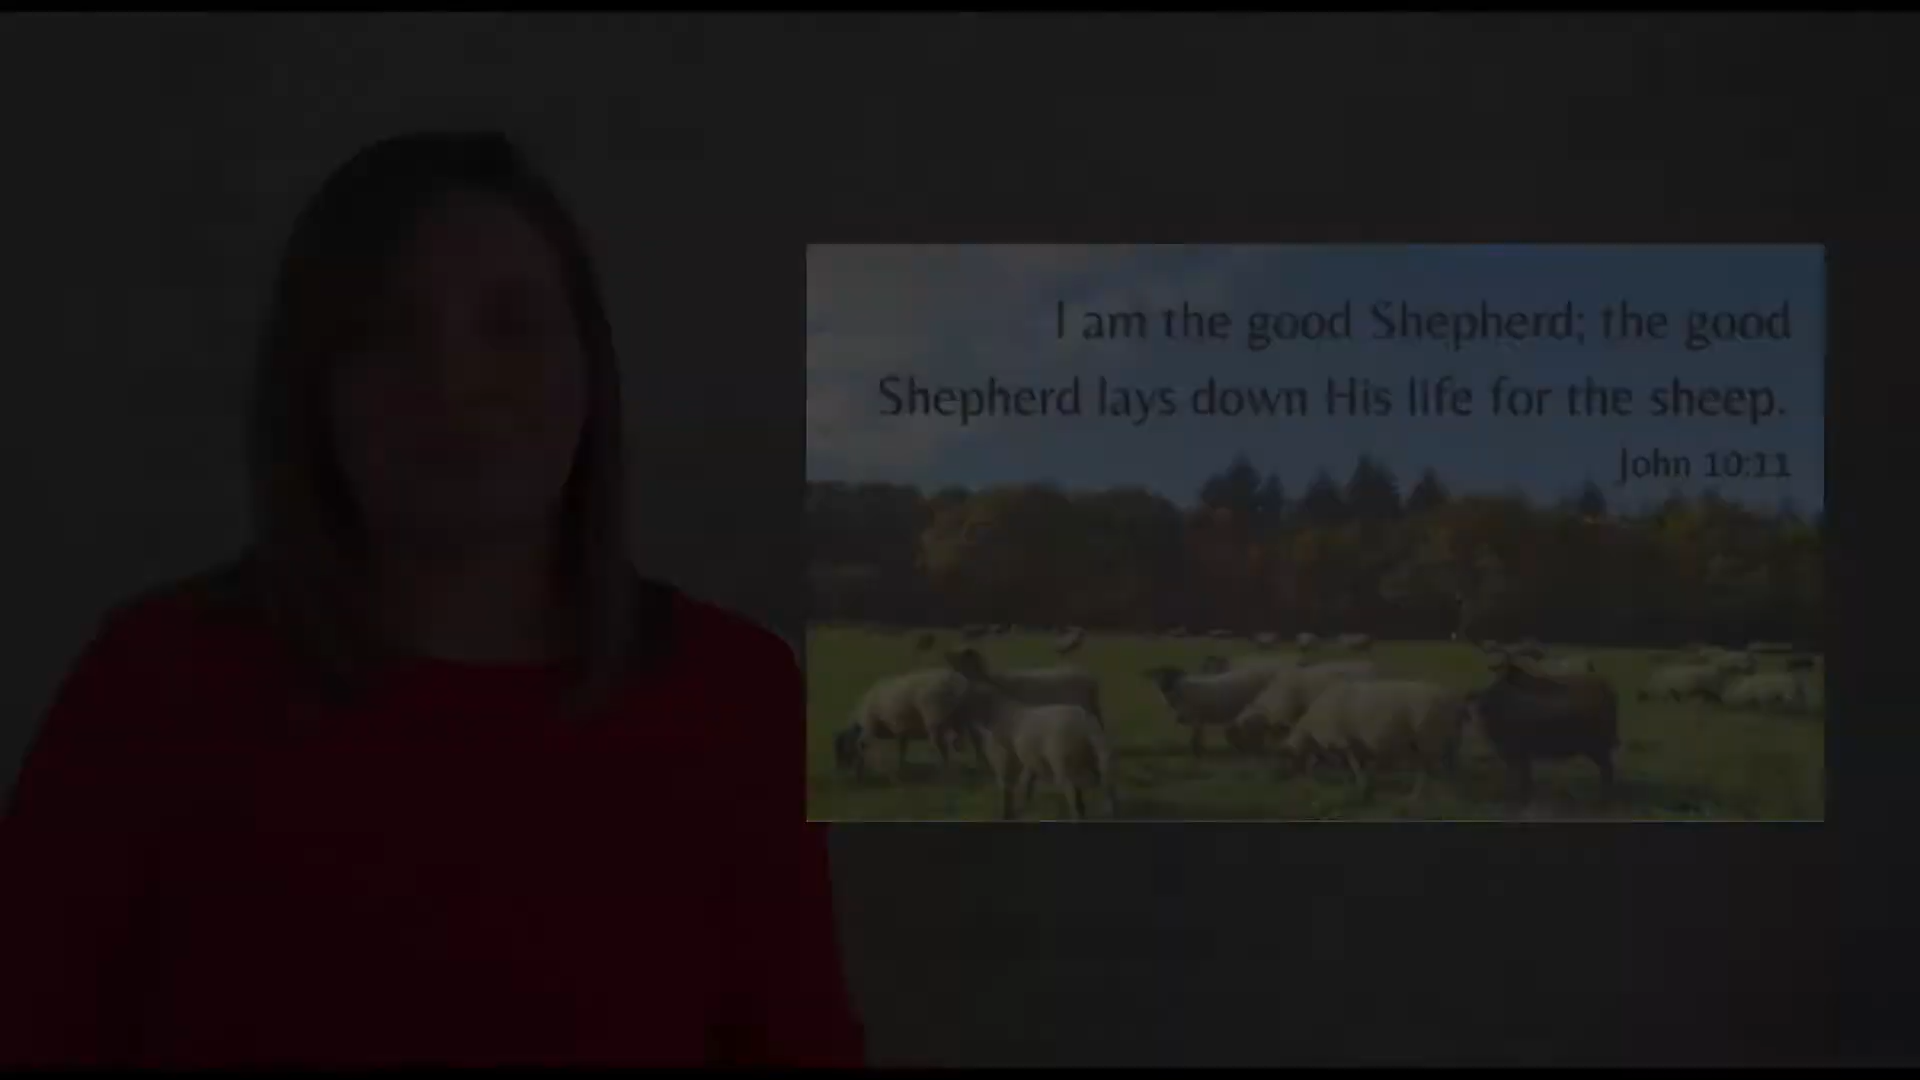 I am the good Shepherd; the good
Shepherd lays down His life for the sheep.
John 10:11